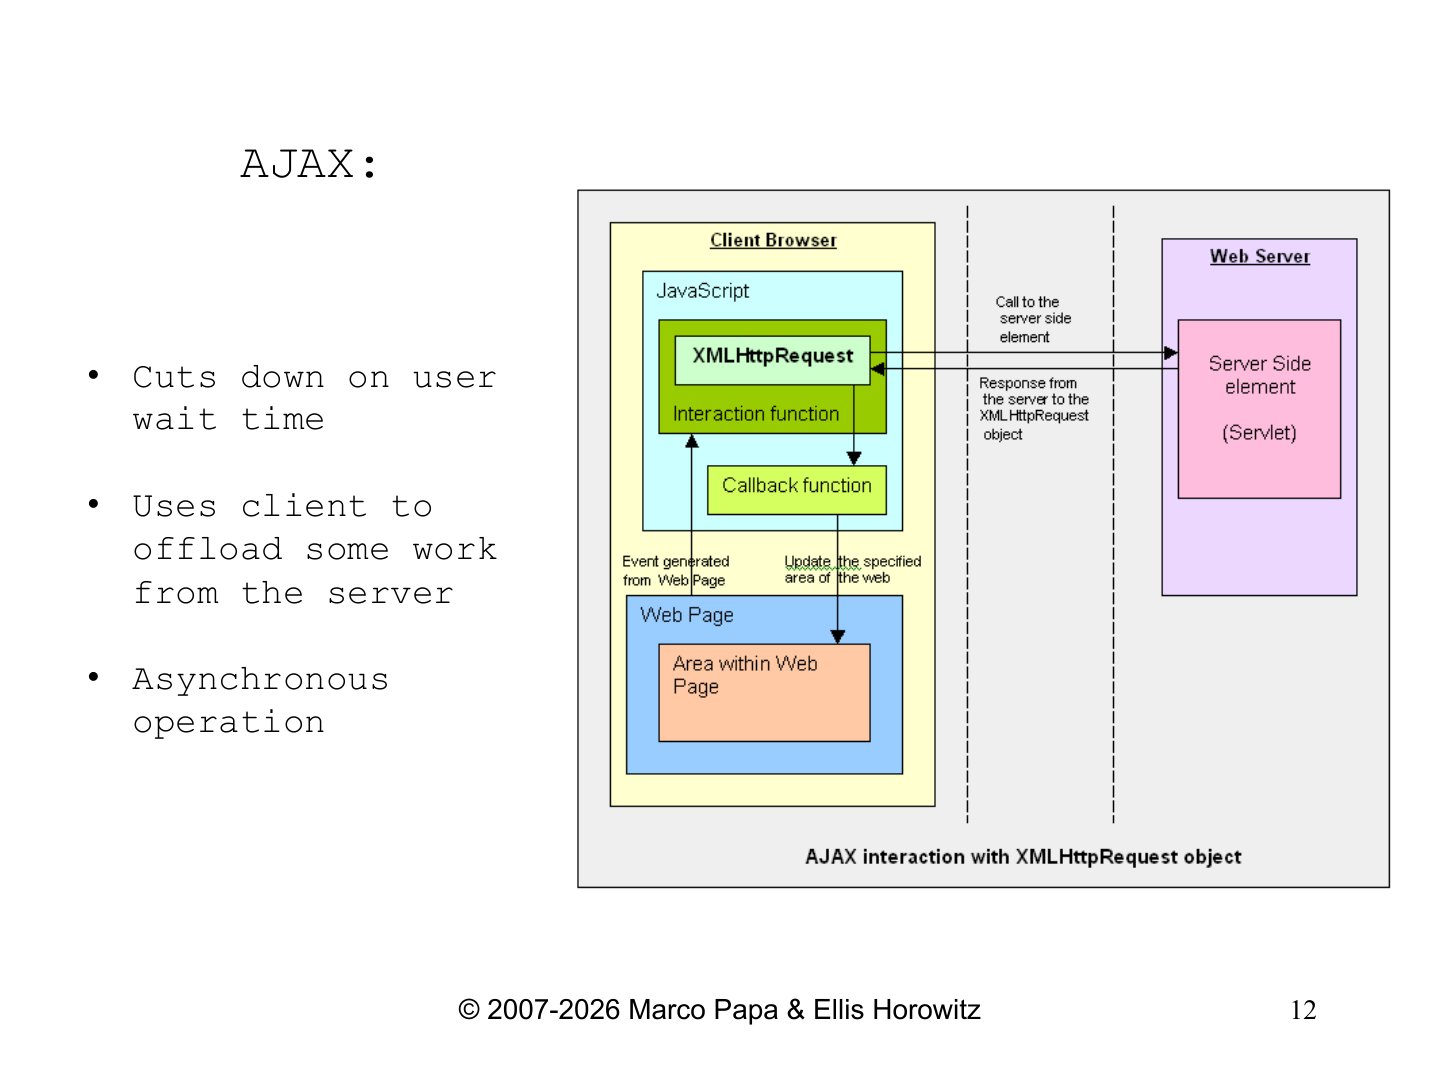 AJAX:
• Cuts down on user
wait time
• Uses client to
offload some work
from the server
• Asynchronous
operation
Client Browser
JavaScript
XMLHttpRequest
Interaction function
Callback function
Event generated
from Web Page
Update the specified
area of the web
Web Page
Area within Web
Page
Call to the
server side
element
Response from
the server to the
XMLHttpRequest
object
Web Server
Server Side
element
(Servlet)
AJAX interaction with XMLHttpRequest object
© 2007-2026 Marco Papa & Ellis Horowitz
12